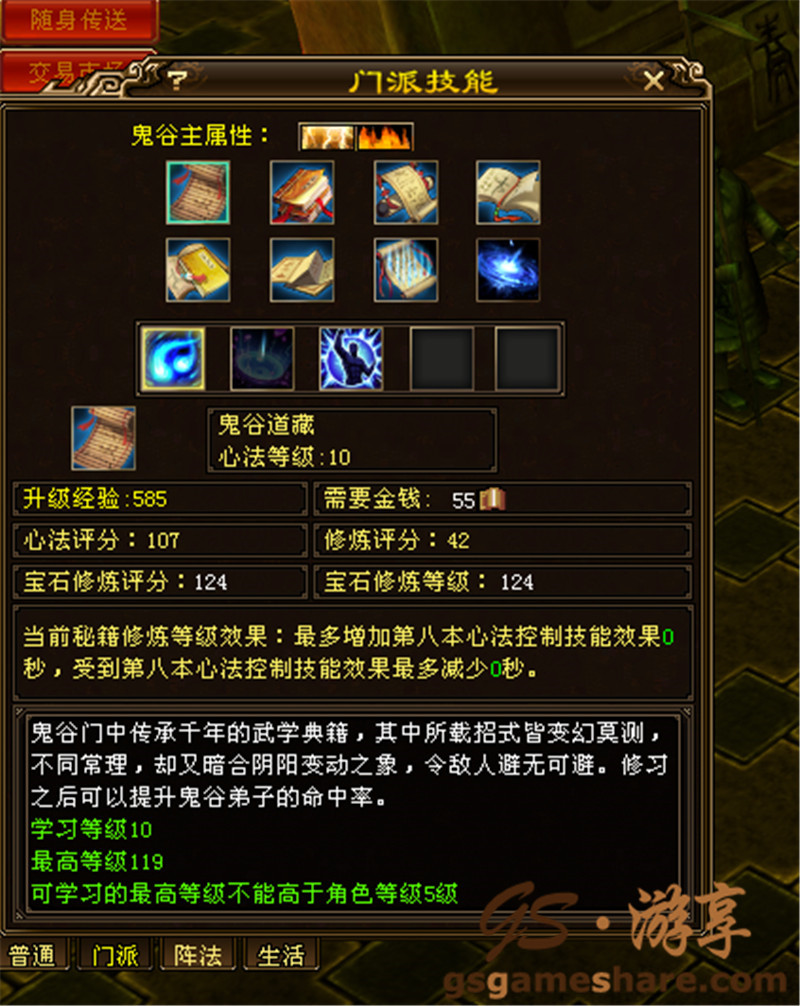 随身传送
交易市场
?
门派技能
鬼谷主属性：
鬼谷道藏
心法等级:10
升级经验:585
需要金钱: 55
心法评分：107
修炼评分：42
宝石修炼评分：124
宝石修炼等级：124
当前秘籍修炼等级效果：最多增加第八本心法控制技能效果0
秒，受到第八本心法控制技能效果最多减少0秒。
鬼谷门中传承千年的武学典籍，其中所载招式皆变幻莫测，
不同常理，却又暗合阴阳变动之象，令敌人避无可避。修习
之后可以提升鬼谷弟子的命中率。
学习等级10
最高等级119
可学习的最高等级不能高于角色等级5级
普通 门派 阵法 生活
GS·游享
gsgameshare.com